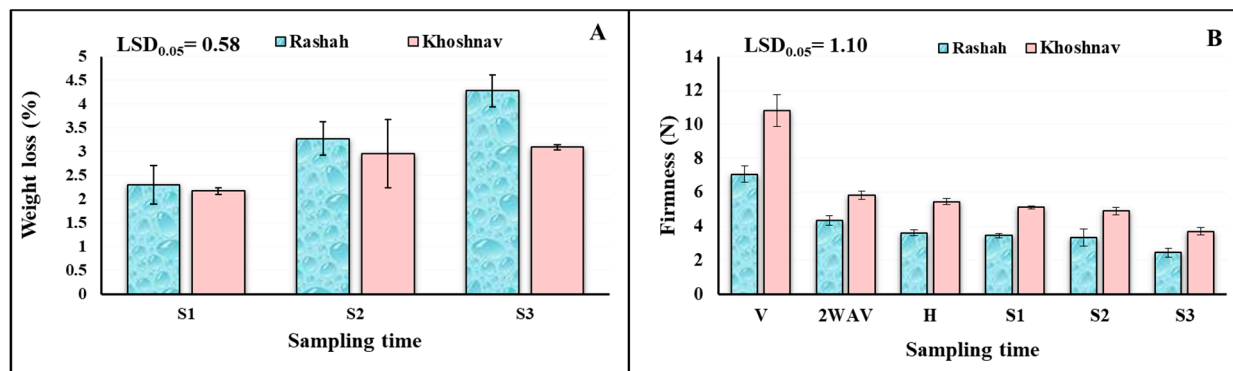 LSD0.05= 0.58
Rashah
Khoshnav
A
5
4.5
4
3.5
3
2.5
2
1.5
1
0.5
0
Weight loss (%)
S1 S2 S3
Sampling time
LSD0.05= 1.10
Rashah
Khoshnav
B
14
12
10
8
6
4
2
0
Firmness (N)
V 2WAV H S1 S2 S3
Sampling time